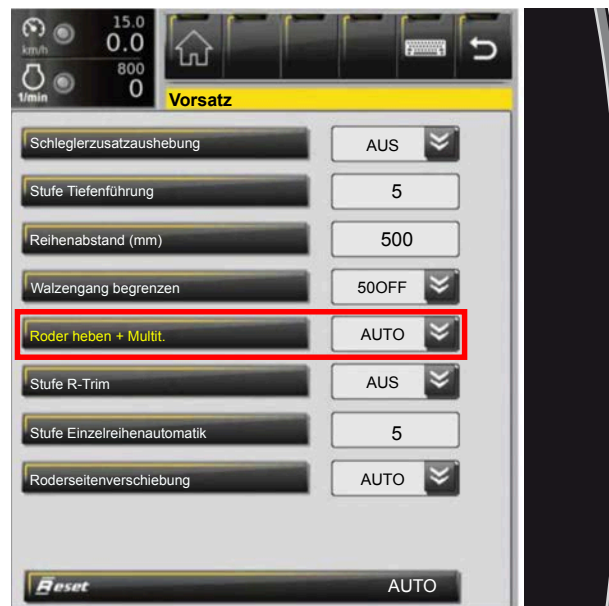 15.0
km/h 0.0
800
1/min 0
Vorsatz
Schleglerzusatzaushebung AUS
Stufe Tiefenführung 5
Reihenabstand (mm) 500
Walzengang begrenzen 50OFF
Roder heben + Multit. AUTO
Stufe R-Trim AUS
Stufe Einzelreihenautomatik 5
Roderseitenverschiebung AUTO
Reset AUTO